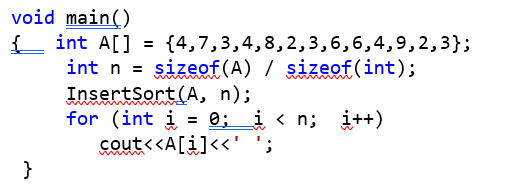 void main()
{ int A[] = {4,7,3,4,8,2,3,6,6,4,9,2,3};
int n = sizeof(A) / sizeof(int);
InsertSort(A, n);
for (int i = 0; i < n; i++)
cout<<A[i]<<' ';
}